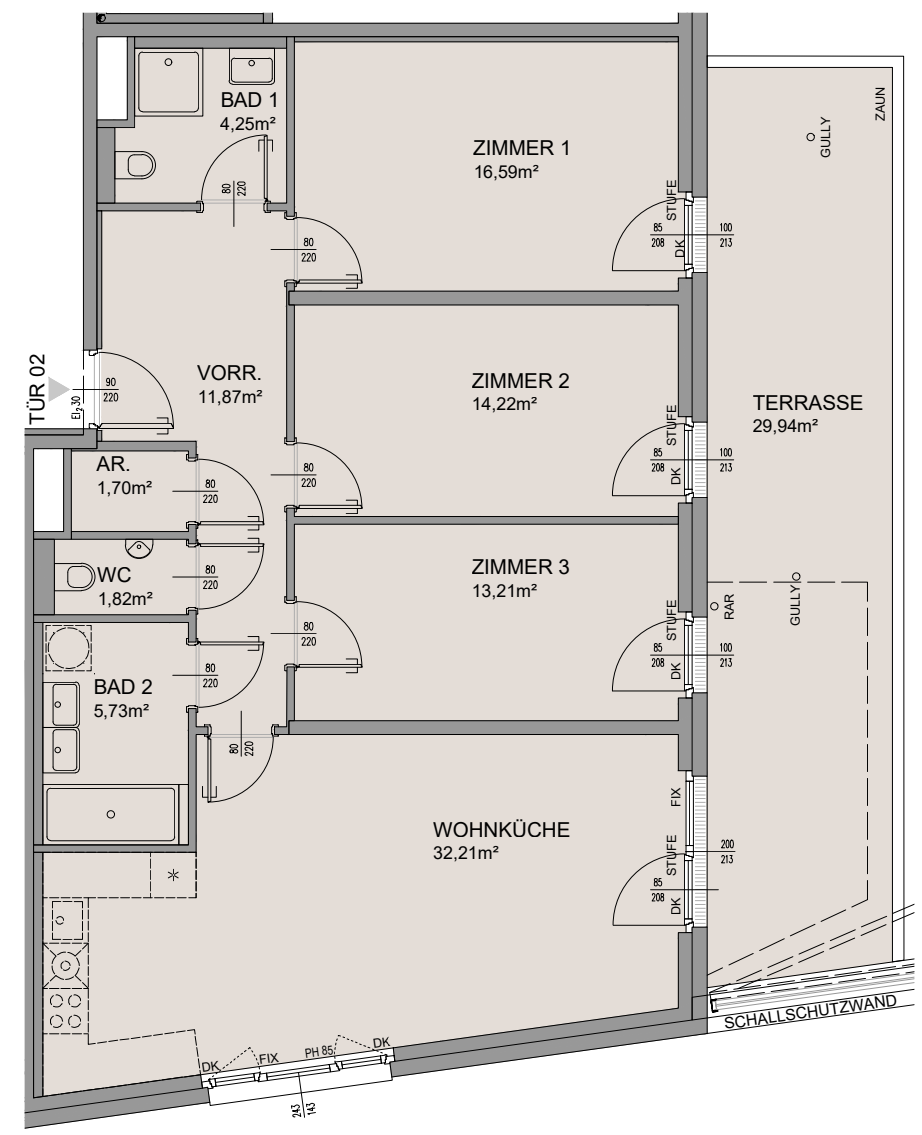 BAD 1
4,25m²
80
220
ZIMMER 1
16,59m²
ZAUN
GULLY
STUFE
85
208
DK
100
213
80
220
TÜR 02
EI₂30
90
220
VORR.
11,87m²
ZIMMER 2
14,22m²
STUFE
85
208
DK
100
213
TERRASSE
29,94m²
AR.
1,70m²
80
220
80
220
WC
1,82m²
80
220
ZIMMER 3
13,21m²
STUFE
85
208
DK
100
213
RAR
GULLY
80
220
BAD 2
5,73m²
80
220
80
220
WOHNKÜCHE
32,21m²
FIX
STUFE
85
208
DK
200
213
SCHALLSCHUTZWAND
DK
FIX
PH 85
DK
243
143